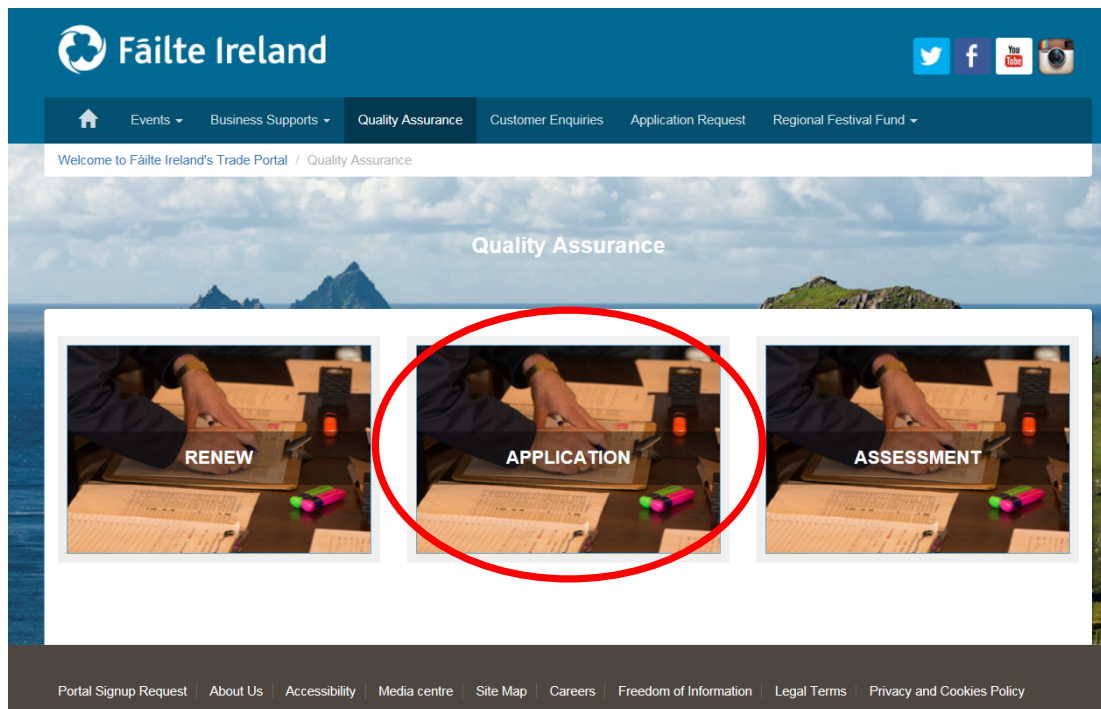 Fáilte Ireland
You
Tube
Events Business Supports Quality Assurance Customer Enquiries Application Request Regional Festival Fund
Welcome to Fáilte Ireland's Trade Portal / Quality Assurance
Quality Assurance
RENEW APPLICATION ASSESSMENT
Portal Signup Request | About Us | Accessibility | Media centre | Site Map | Careers | Freedom of Information | Legal Terms | Privacy and Cookies Policy